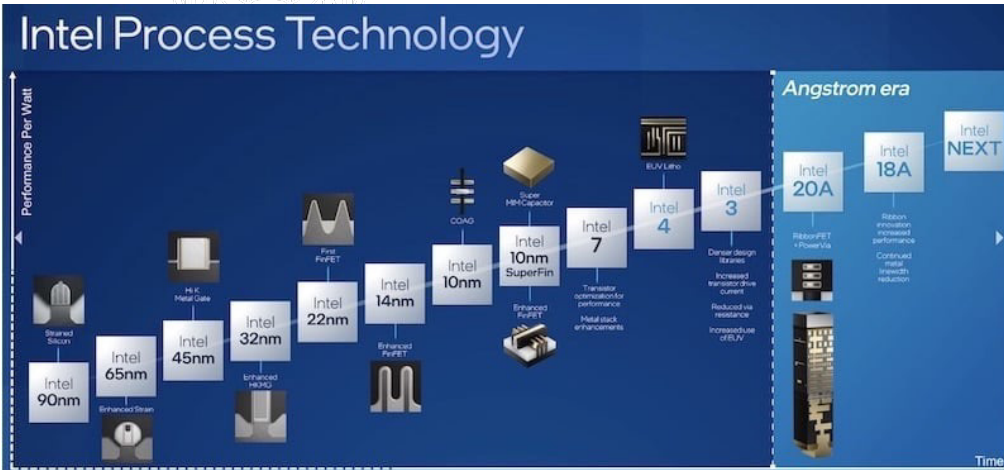 Intel Process Technology
Performance Per Watt
Angstrom era
Strained
Silicon
Intel
90nm
Intel
65nm
Enhanced Strain
Hi K
Metal Gate
Intel
45nm
Intel
32nm
Enhanced
HKMG
First
FinFET
Intel
22nm
Intel
14nm
Enhanced
FinFET
COAG
Intel
10nm
Super
MIM Capacitor
Intel
10nm
SuperFin
Enhanced
FinFET
Intel
7
Transistor
optimization for
performance
Metal stack
enhancements
EUV Litho
Intel
4
Intel
3
Denser design
libraries
Increased
transistor drive
current
Reduced via
resistance
Increased use
of EUV
Intel
20A
RibbonFET
+ PowerVia
Intel
18A
Ribbon
innovation
increased
performance
Continued
metal
linewidth
reduction
Intel
NEXT
Time